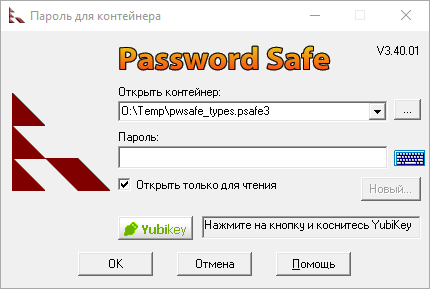 Пароль для контейнера
Password Safe
V3.40.01
Открыть контейнер:
O:\Temp\pwsafe_types.psafe3
...
Пароль:
Открыть только для чтения
Новый...
Yubikey
Нажмите на кнопку и коснитесь YubiKey
OK
Отмена
Помощь